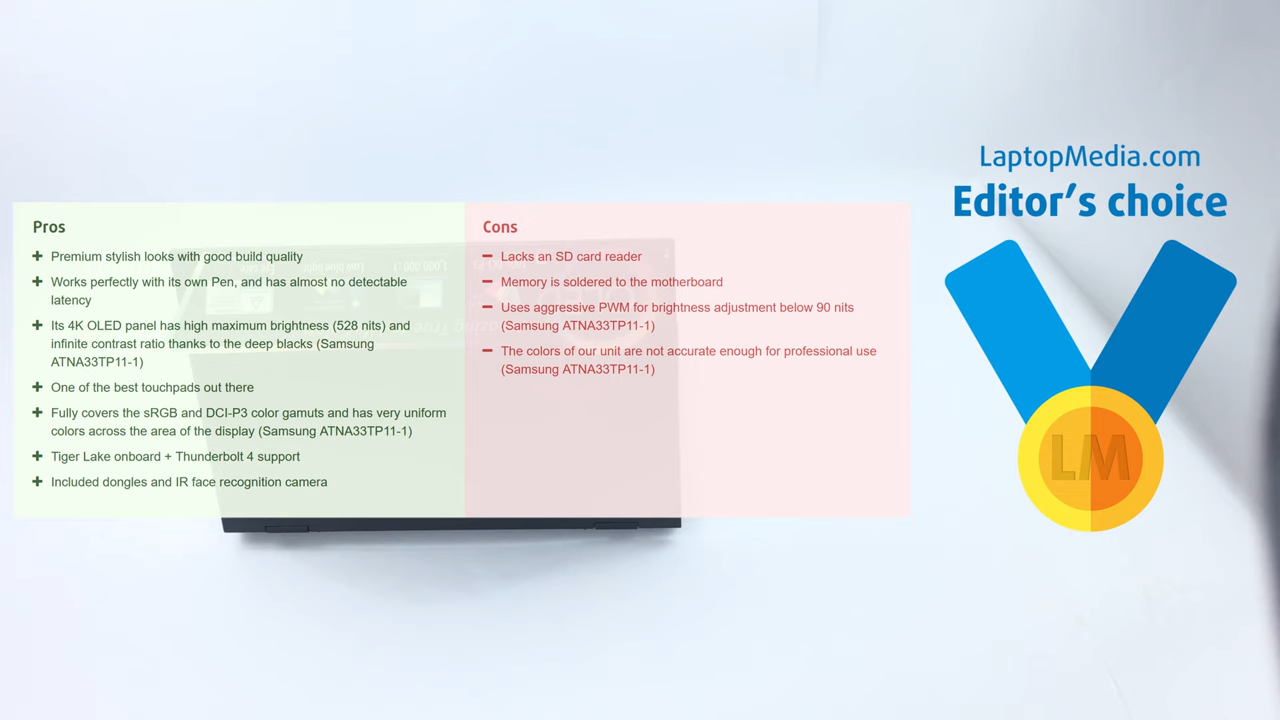 LaptopMedia.com
Editor's choice
Pros
Premium stylish looks with good build quality
Works perfectly with its own Pen, and has almost no detectable
latency
Its 4K OLED panel has high maximum brightness (528 nits) and
infinite contrast ratio thanks to the deep blacks (Samsung
ATNA33TP11-1)
One of the best touchpads out there
Fully covers the sRGB and DCI-P3 color gamuts and has very uniform
colors across the area of the display (Samsung ATNA33TP11-1)
Tiger Lake onboard + Thunderbolt 4 support
Included dongles and IR face recognition camera
Cons
Lacks an SD card reader
Memory is soldered to the motherboard
Uses aggressive PWM for brightness adjustment below 90 nits
(Samsung ATNA33TP11-1)
The colors of our unit are not accurate enough for professional use
(Samsung ATNA33TP11-1)
LM